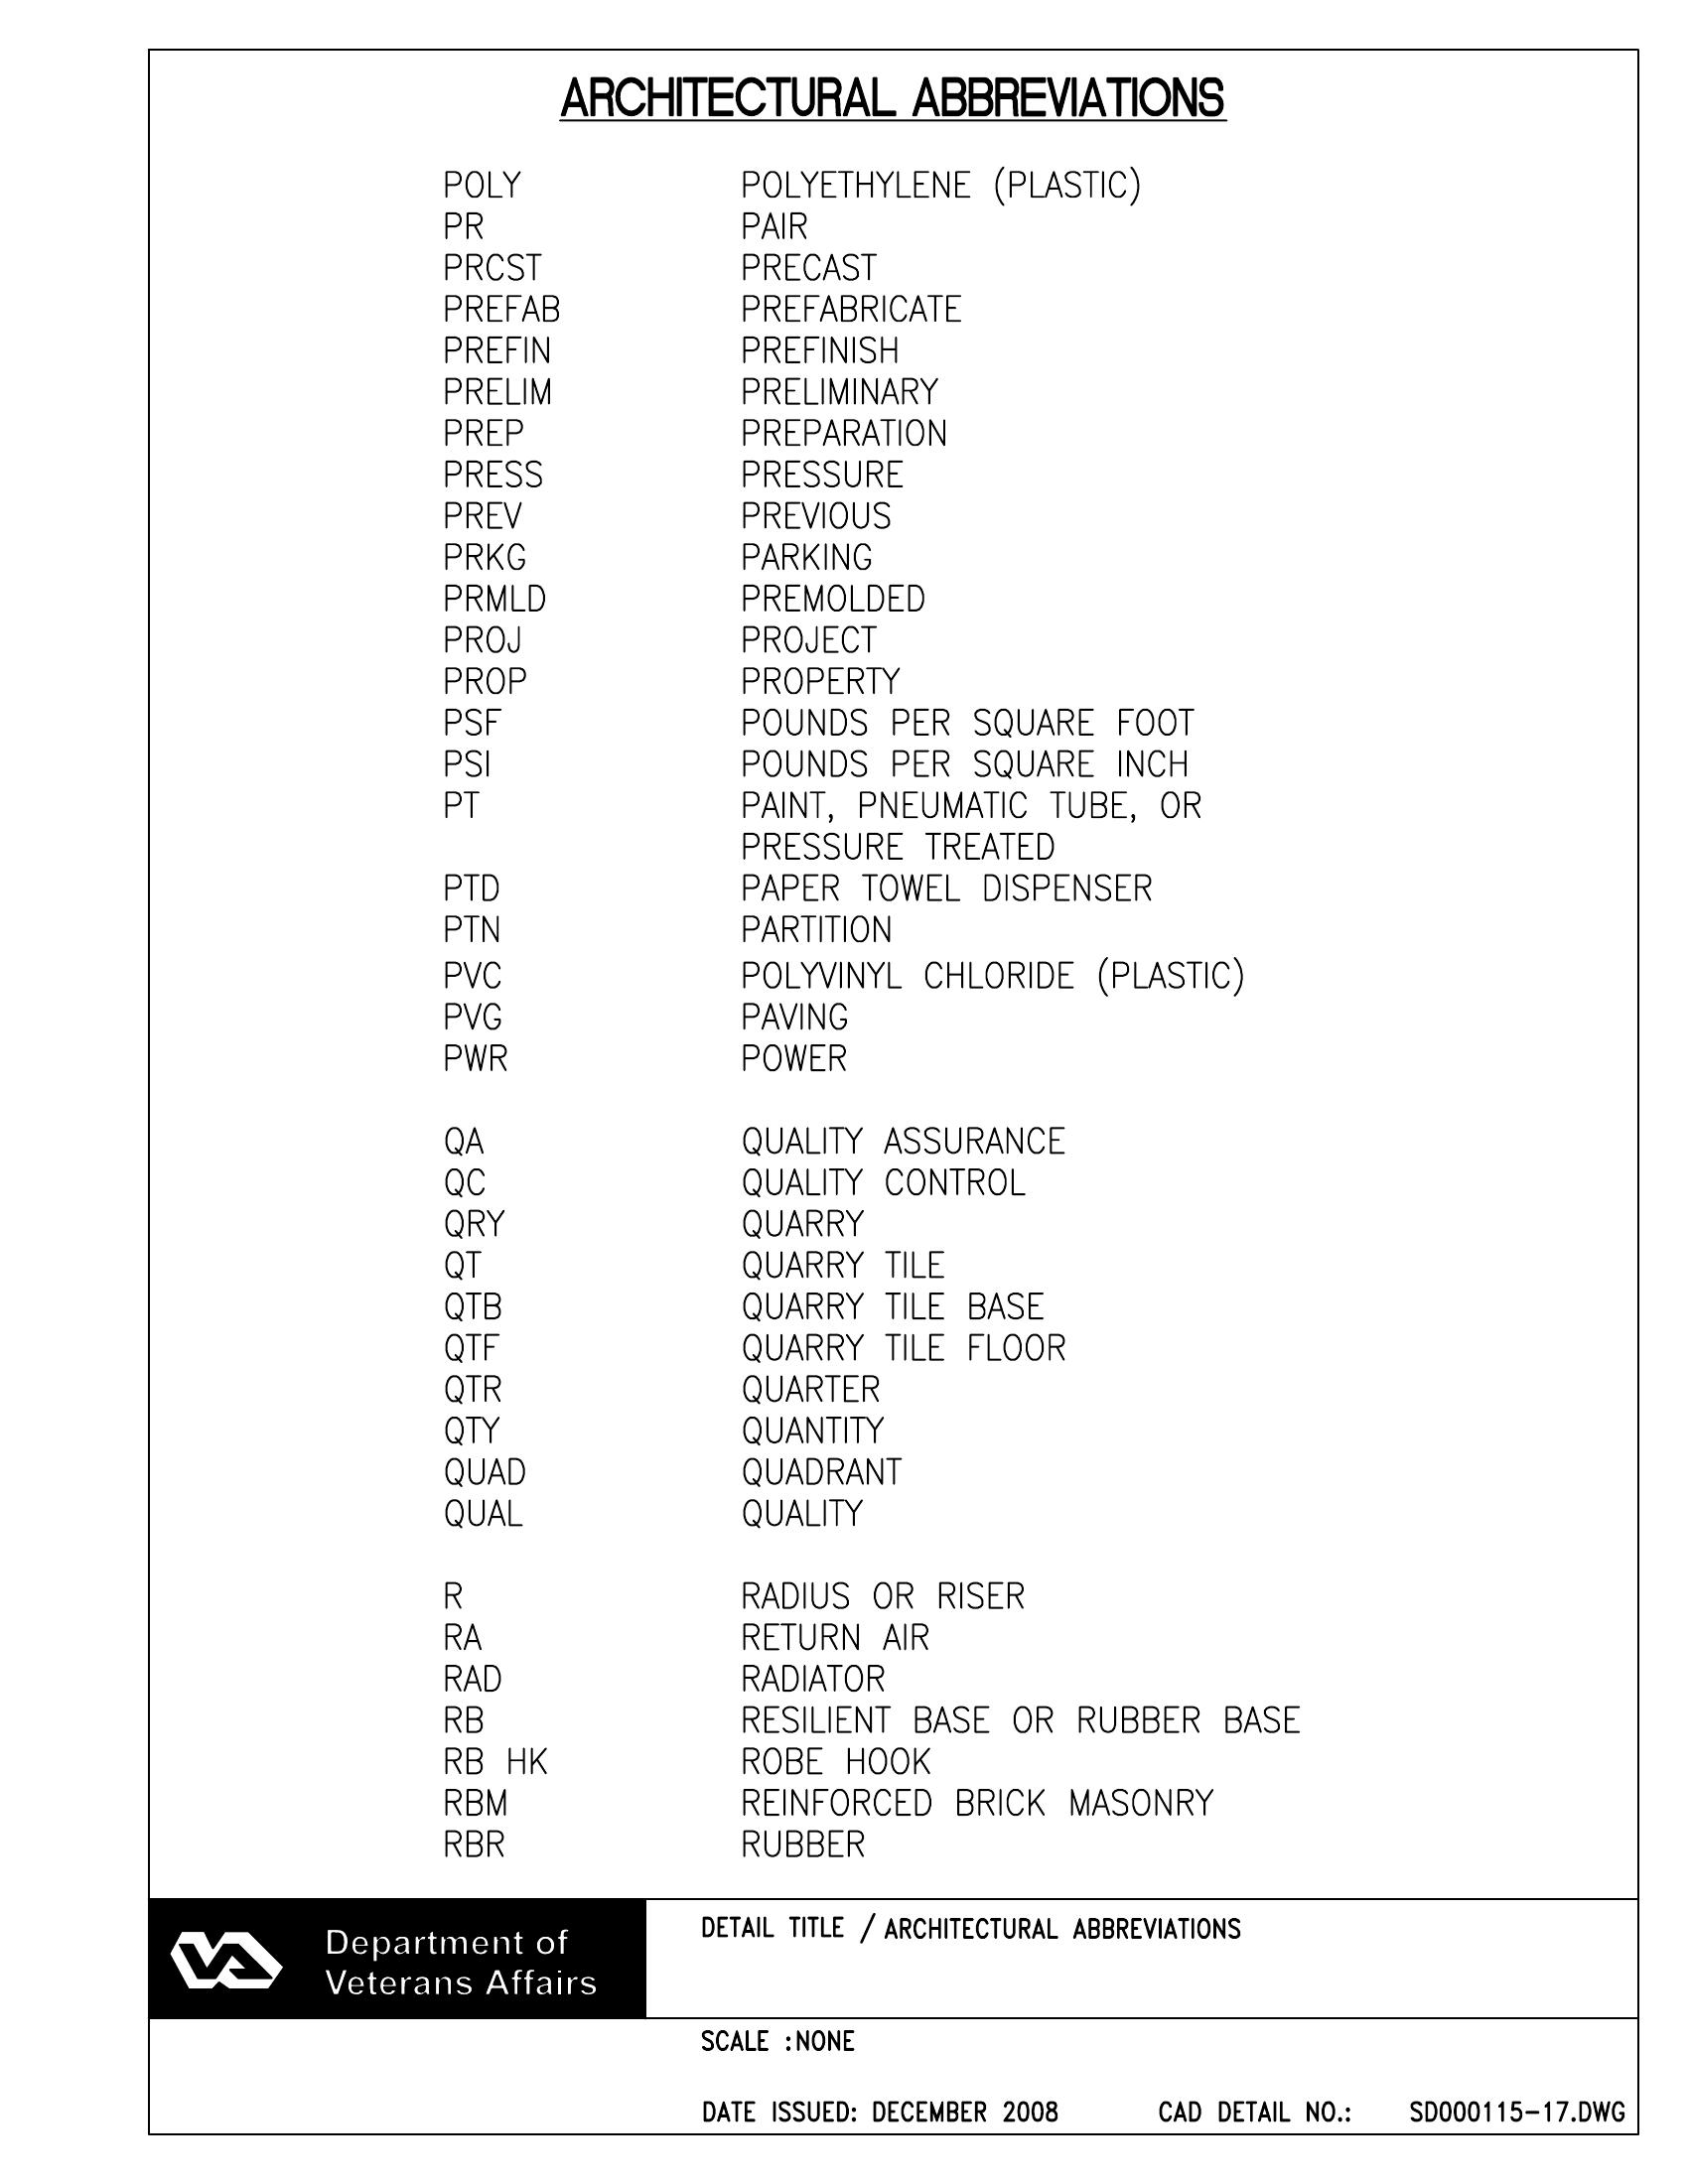 ARCHITECTURAL ABBREVIATIONS
POLY POLYETHYLENE (PLASTIC)
PR PAIR
PRCST PRECAST
PREFAB PREFABRICATE
PREFIN PREFINISH
PRELIM PRELIMINARY
PREP PREPARATION
PRESS PRESSURE
PREV PREVIOUS
PRKG PARKING
PRMLD PREMOLDED
PROJ PROJECT
PROP PROPERTY
PSF POUNDS PER SQUARE FOOT
PSI POUNDS PER SQUARE INCH
PT PAINT, PNEUMATIC TUBE, OR
PRESSURE TREATED
PTD PAPER TOWEL DISPENSER
PTN PARTITION
PVC POLYVINYL CHLORIDE (PLASTIC)
PVG PAVING
PWR POWER
QA QUALITY ASSURANCE
QC QUALITY CONTROL
QRY QUARRY
QT QUARRY TILE
QTB QUARRY TILE BASE
QTF QUARRY TILE FLOOR
QTR QUARTER
QTY QUANTITY
QUAD QUADRANT
QUAL QUALITY
R RADIUS OR RISER
RA RETURN AIR
RAD RADIATOR
RB RESILIENT BASE OR RUBBER BASE
RB HK ROBE HOOK
RBM REINFORCED BRICK MASONRY
RBR RUBBER
Department of
Veterans Affairs
DETAIL TITLE / ARCHITECTURAL ABBREVIATIONS
SCALE :NONE
DATE ISSUED: DECEMBER 2008 CAD DETAIL NO.: SD000115-17.DWG